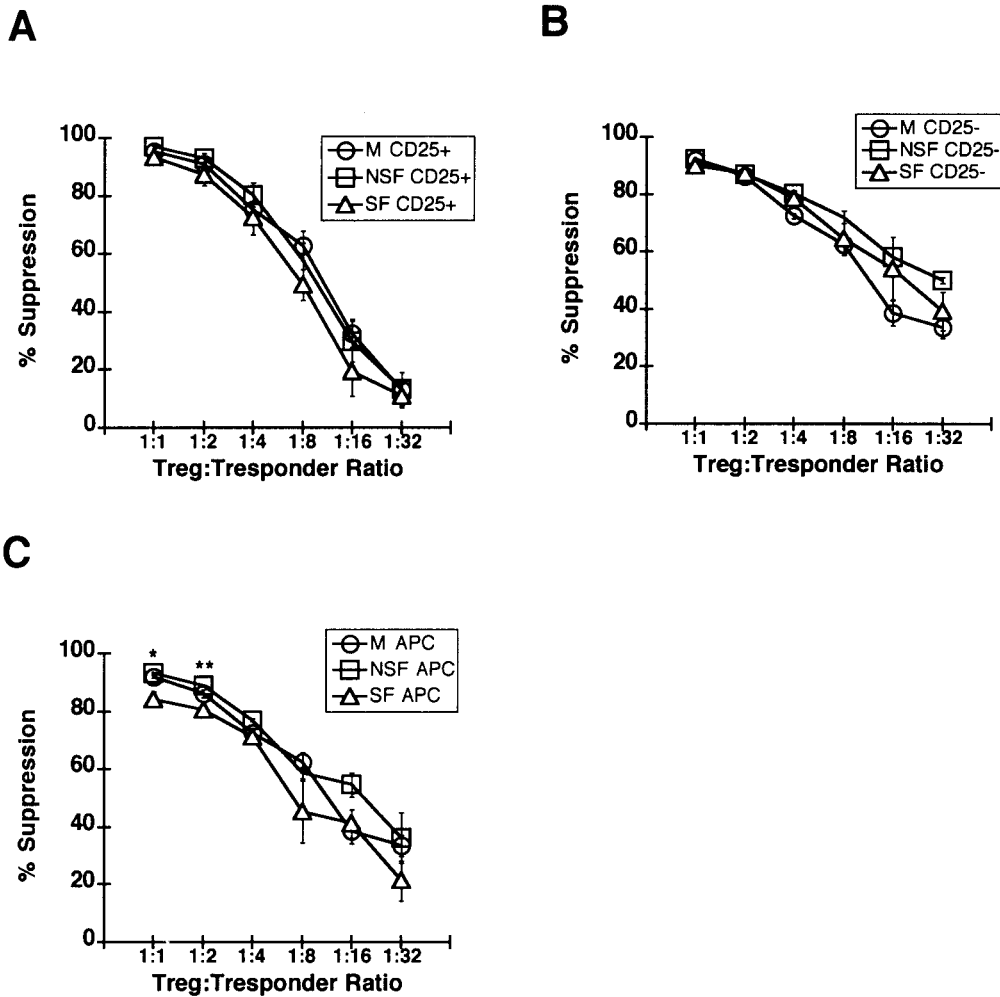 A
100
80
60
40
20
0
% Suppression
M CD25+
NSF CD25+
SF CD25+
1:1 1:2 1:4 1:8 1:16 1:32
Treg:Tresponder Ratio
B
100
80
60
40
20
0
% Suppression
M CD25-
NSF CD25-
SF CD25-
1:1 1:2 1:4 1:8 1:16 1:32
Treg:Tresponder Ratio
C
100
80
60
40
20
0
% Suppression
*
**
M APC
NSF APC
SF APC
1:1 1:2 1:4 1:8 1:16 1:32
Treg:Tresponder Ratio